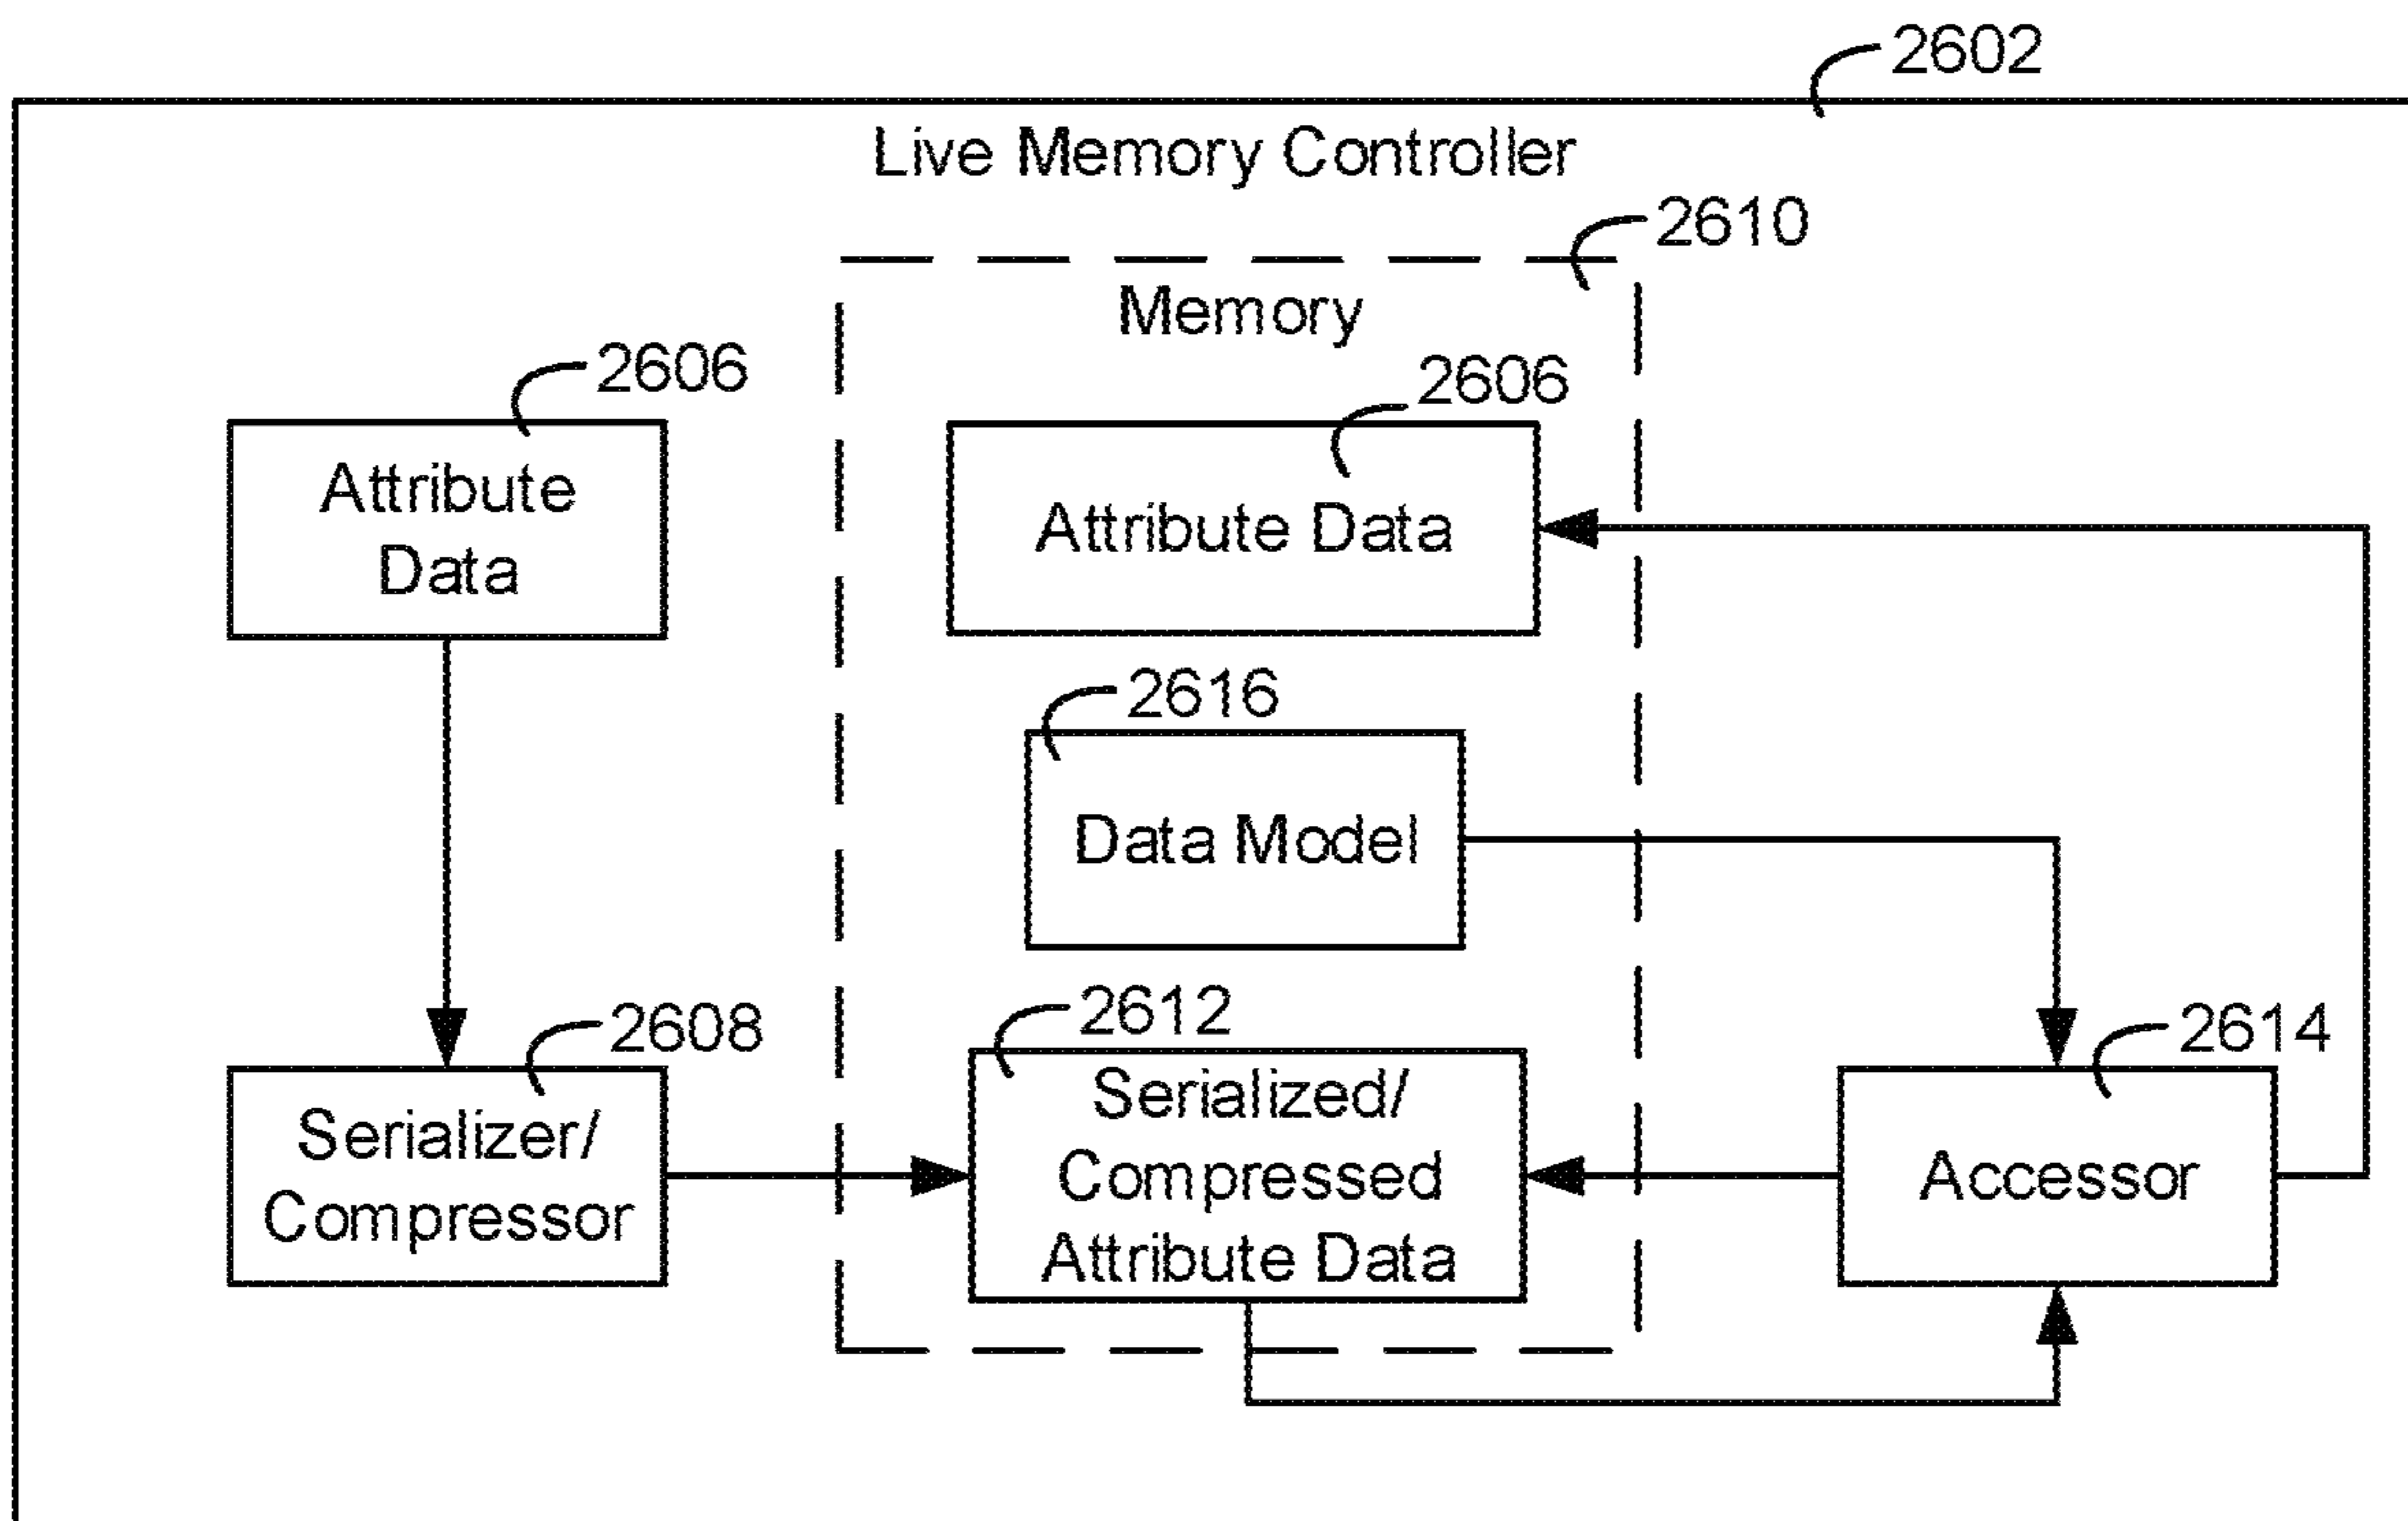 2602
Live Memory Controller
2610
Memory
2606
Attribute
Data
2606
Attribute Data
2616
Data Model
2608
Serializer/
Compressor
2612
Serialized/
Compressed
Attribute Data
2614
Accessor